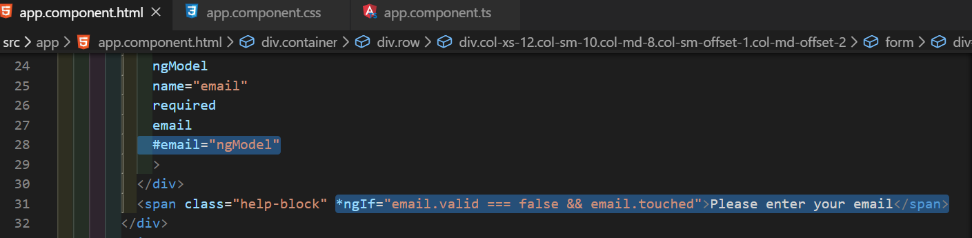 app.component.html app.component.css app.component.ts
src > app > app.component.html > div.container > div.row > div.col-xs-12.col-sm-10.col-md-8.col-sm-offset-1.col-md-offset-2 > form > div
24 ngModel
25 name="email"
26 required
27 email
28 #email="ngModel"
29 >
30 </div>
31 <span class="help-block" *ngIf="email.valid === false && email.touched">Please enter your email</span>
32 </div>